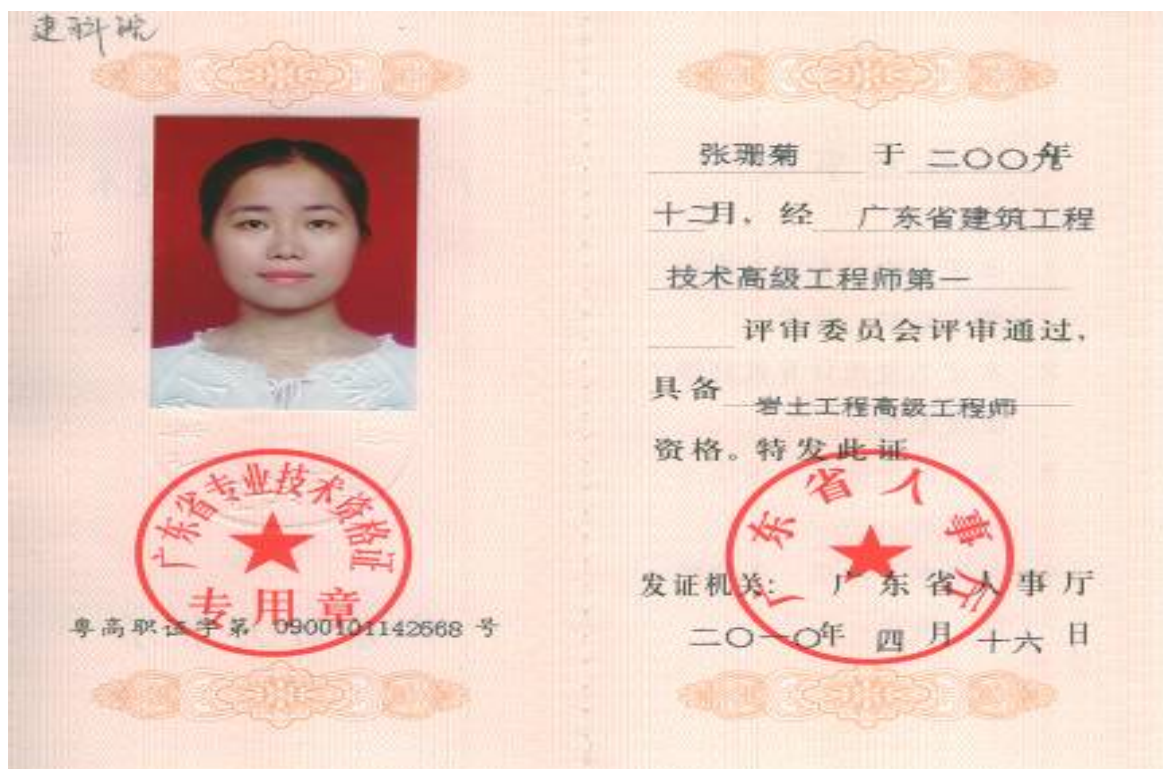 建科院
广东省专业技术资格证
专用章
粤高职证字第 0900101142568 号
张珊菊 于 二〇〇九年
十二月，经 广东省建筑工程
技术高级工程师第一
评审委员会评审通过，
具备 岩土工程高级工程师
资格。特发此证
广东省人事厅
发证机关： 广东省人事厅
二〇一〇年 四 月 十六 日